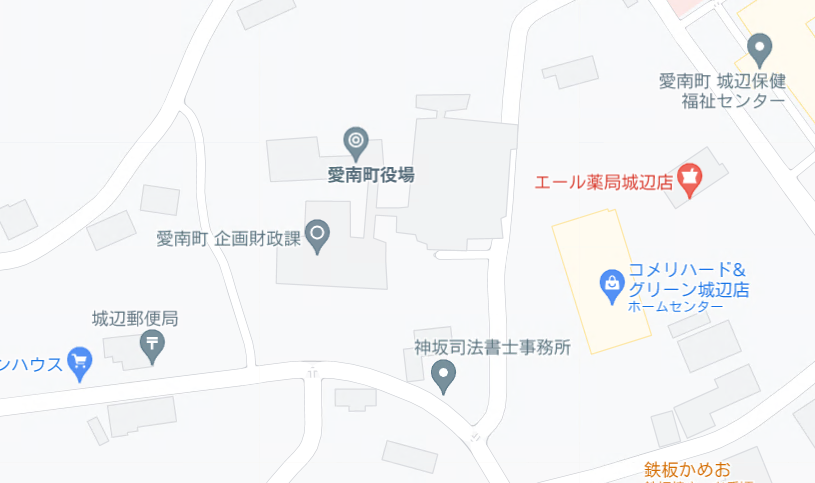 愛南町 城辺保健
福祉センター
愛南町役場
エール薬局城辺店
愛南町 企画財政課
コメリハード&
グリーン城辺店
ホームセンター
城辺郵便局
神坂司法書士事務所
ンハウス
鉄板かめお